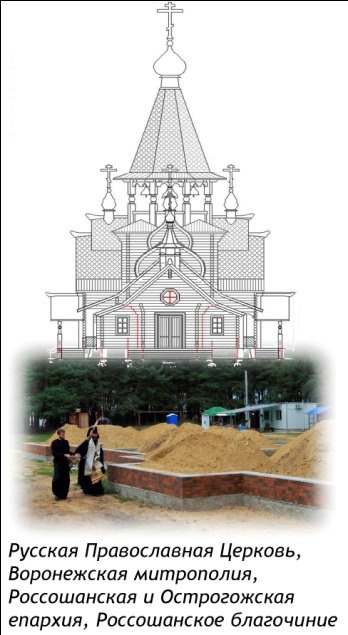 Русская Православная Церковь,
Воронежская митрополия,
Россошанская и Острогожская
епархия, Россошанское благочиние